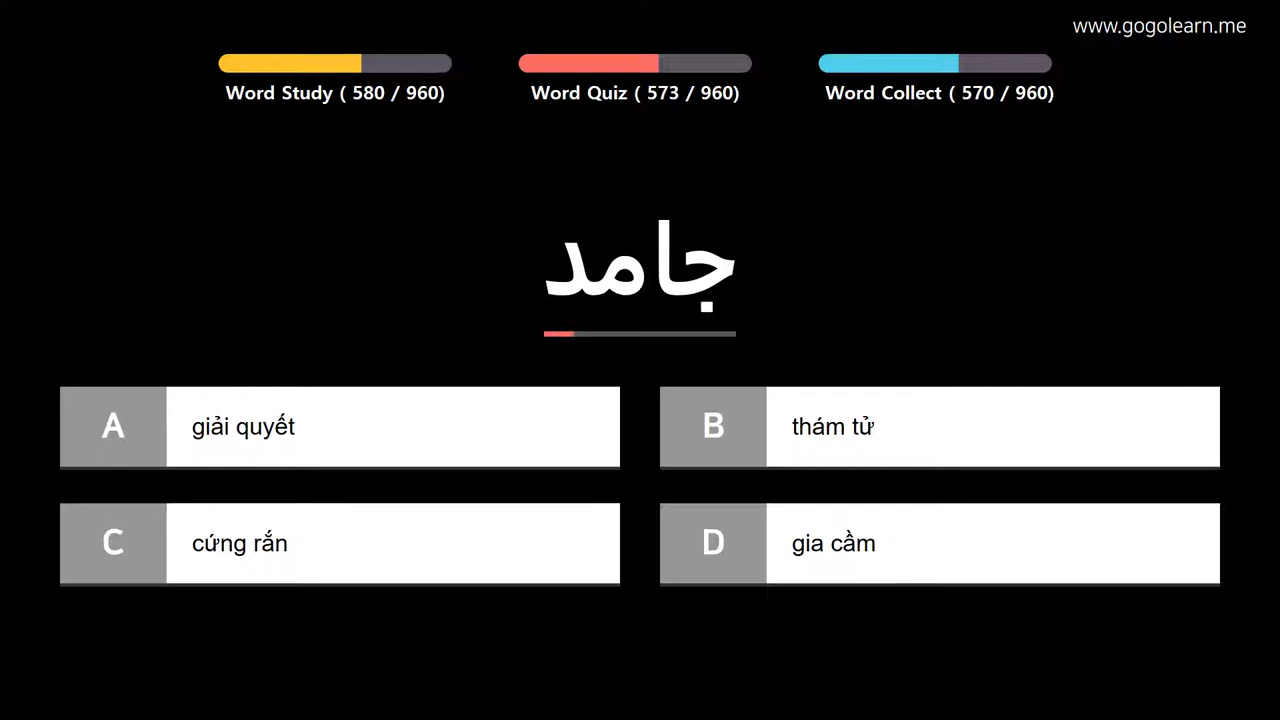 www.gogolearn.me
Word Study ( 580 / 960)
Word Quiz ( 573 / 960)
Word Collect ( 570 / 960)
جامد
A
giải quyết
B
thám tử
C
cứng rắn
D
gia cầm